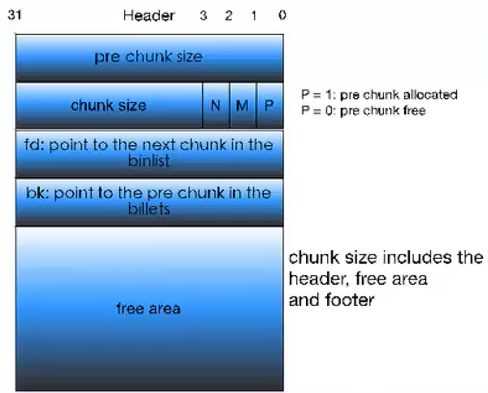 31 Header 3 2 1 0
pre chunk size
chunk size N M P
P = 1: pre chunk allocated
P = 0: pre chunk free
fd: point to the next chunk in the
binlist
bk: point to the pre chunk in the
billets
free area
chunk size includes the
header, free area
and footer